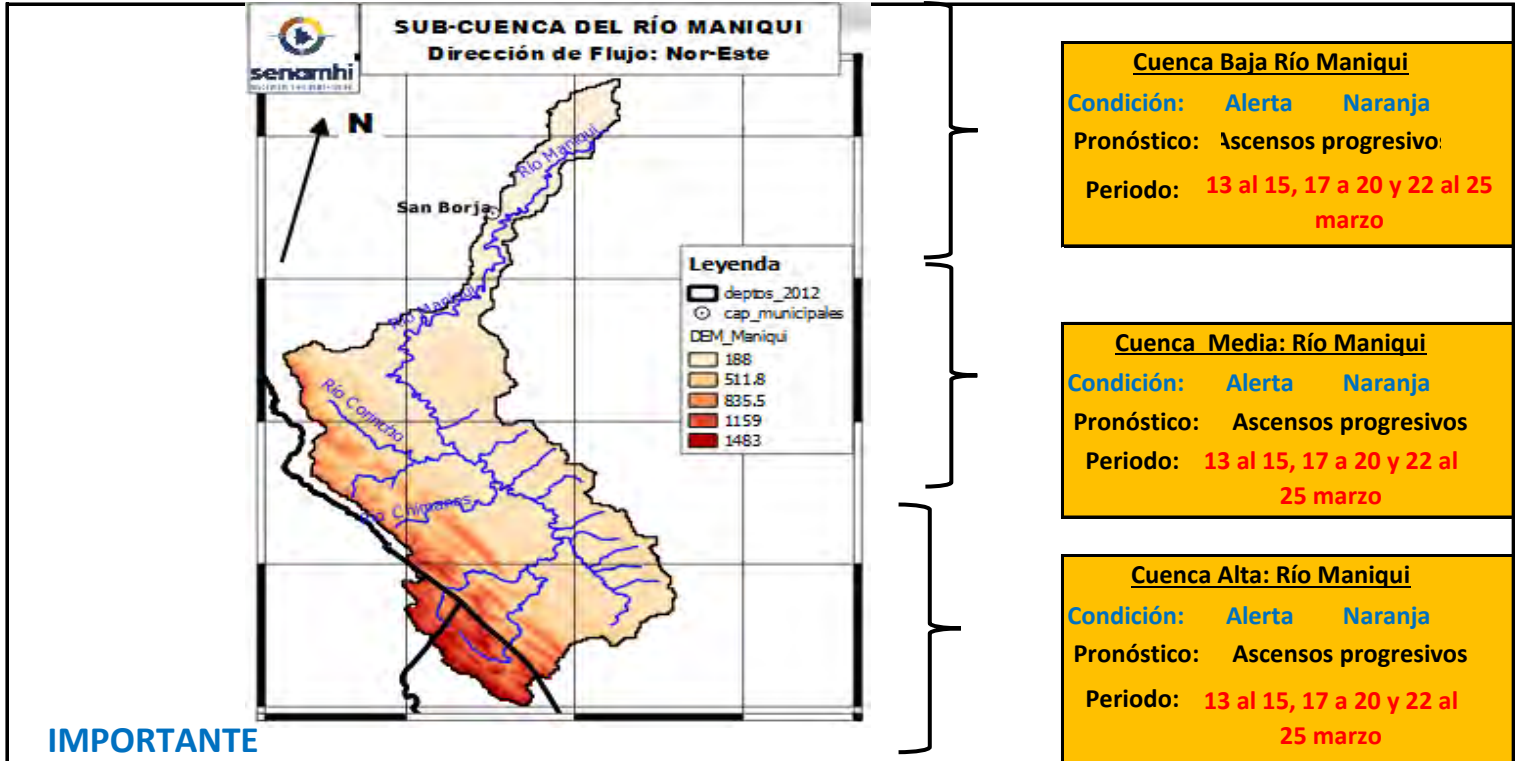 senamhi
SUB-CUENCA DEL RÍO MANIQUI
Dirección de Flujo: Nor-Este
N
Río Maniqui
San Borja
Río Maniqui
Río Corincho
Chimanes
Leyenda
deptos_2012
cap_municipales
DEM_Maniqui
188
511.8
835.5
1159
1483
IMPORTANTE
Cuenca Baja Río Maniqui
Condición: Alerta Naranja
Pronóstico: Ascensos progresivo
Periodo: 13 al 15, 17 a 20 y 22 al 25
marzo
Cuenca Media: Río Maniqui
Condición: Alerta Naranja
Pronóstico: Ascensos progresivos
Periodo: 13 al 15, 17 a 20 y 22 al
25 marzo
Cuenca Alta: Río Maniqui
Condición: Alerta Naranja
Pronóstico: Ascensos progresivos
Periodo: 13 al 15, 17 a 20 y 22 al
25 marzo